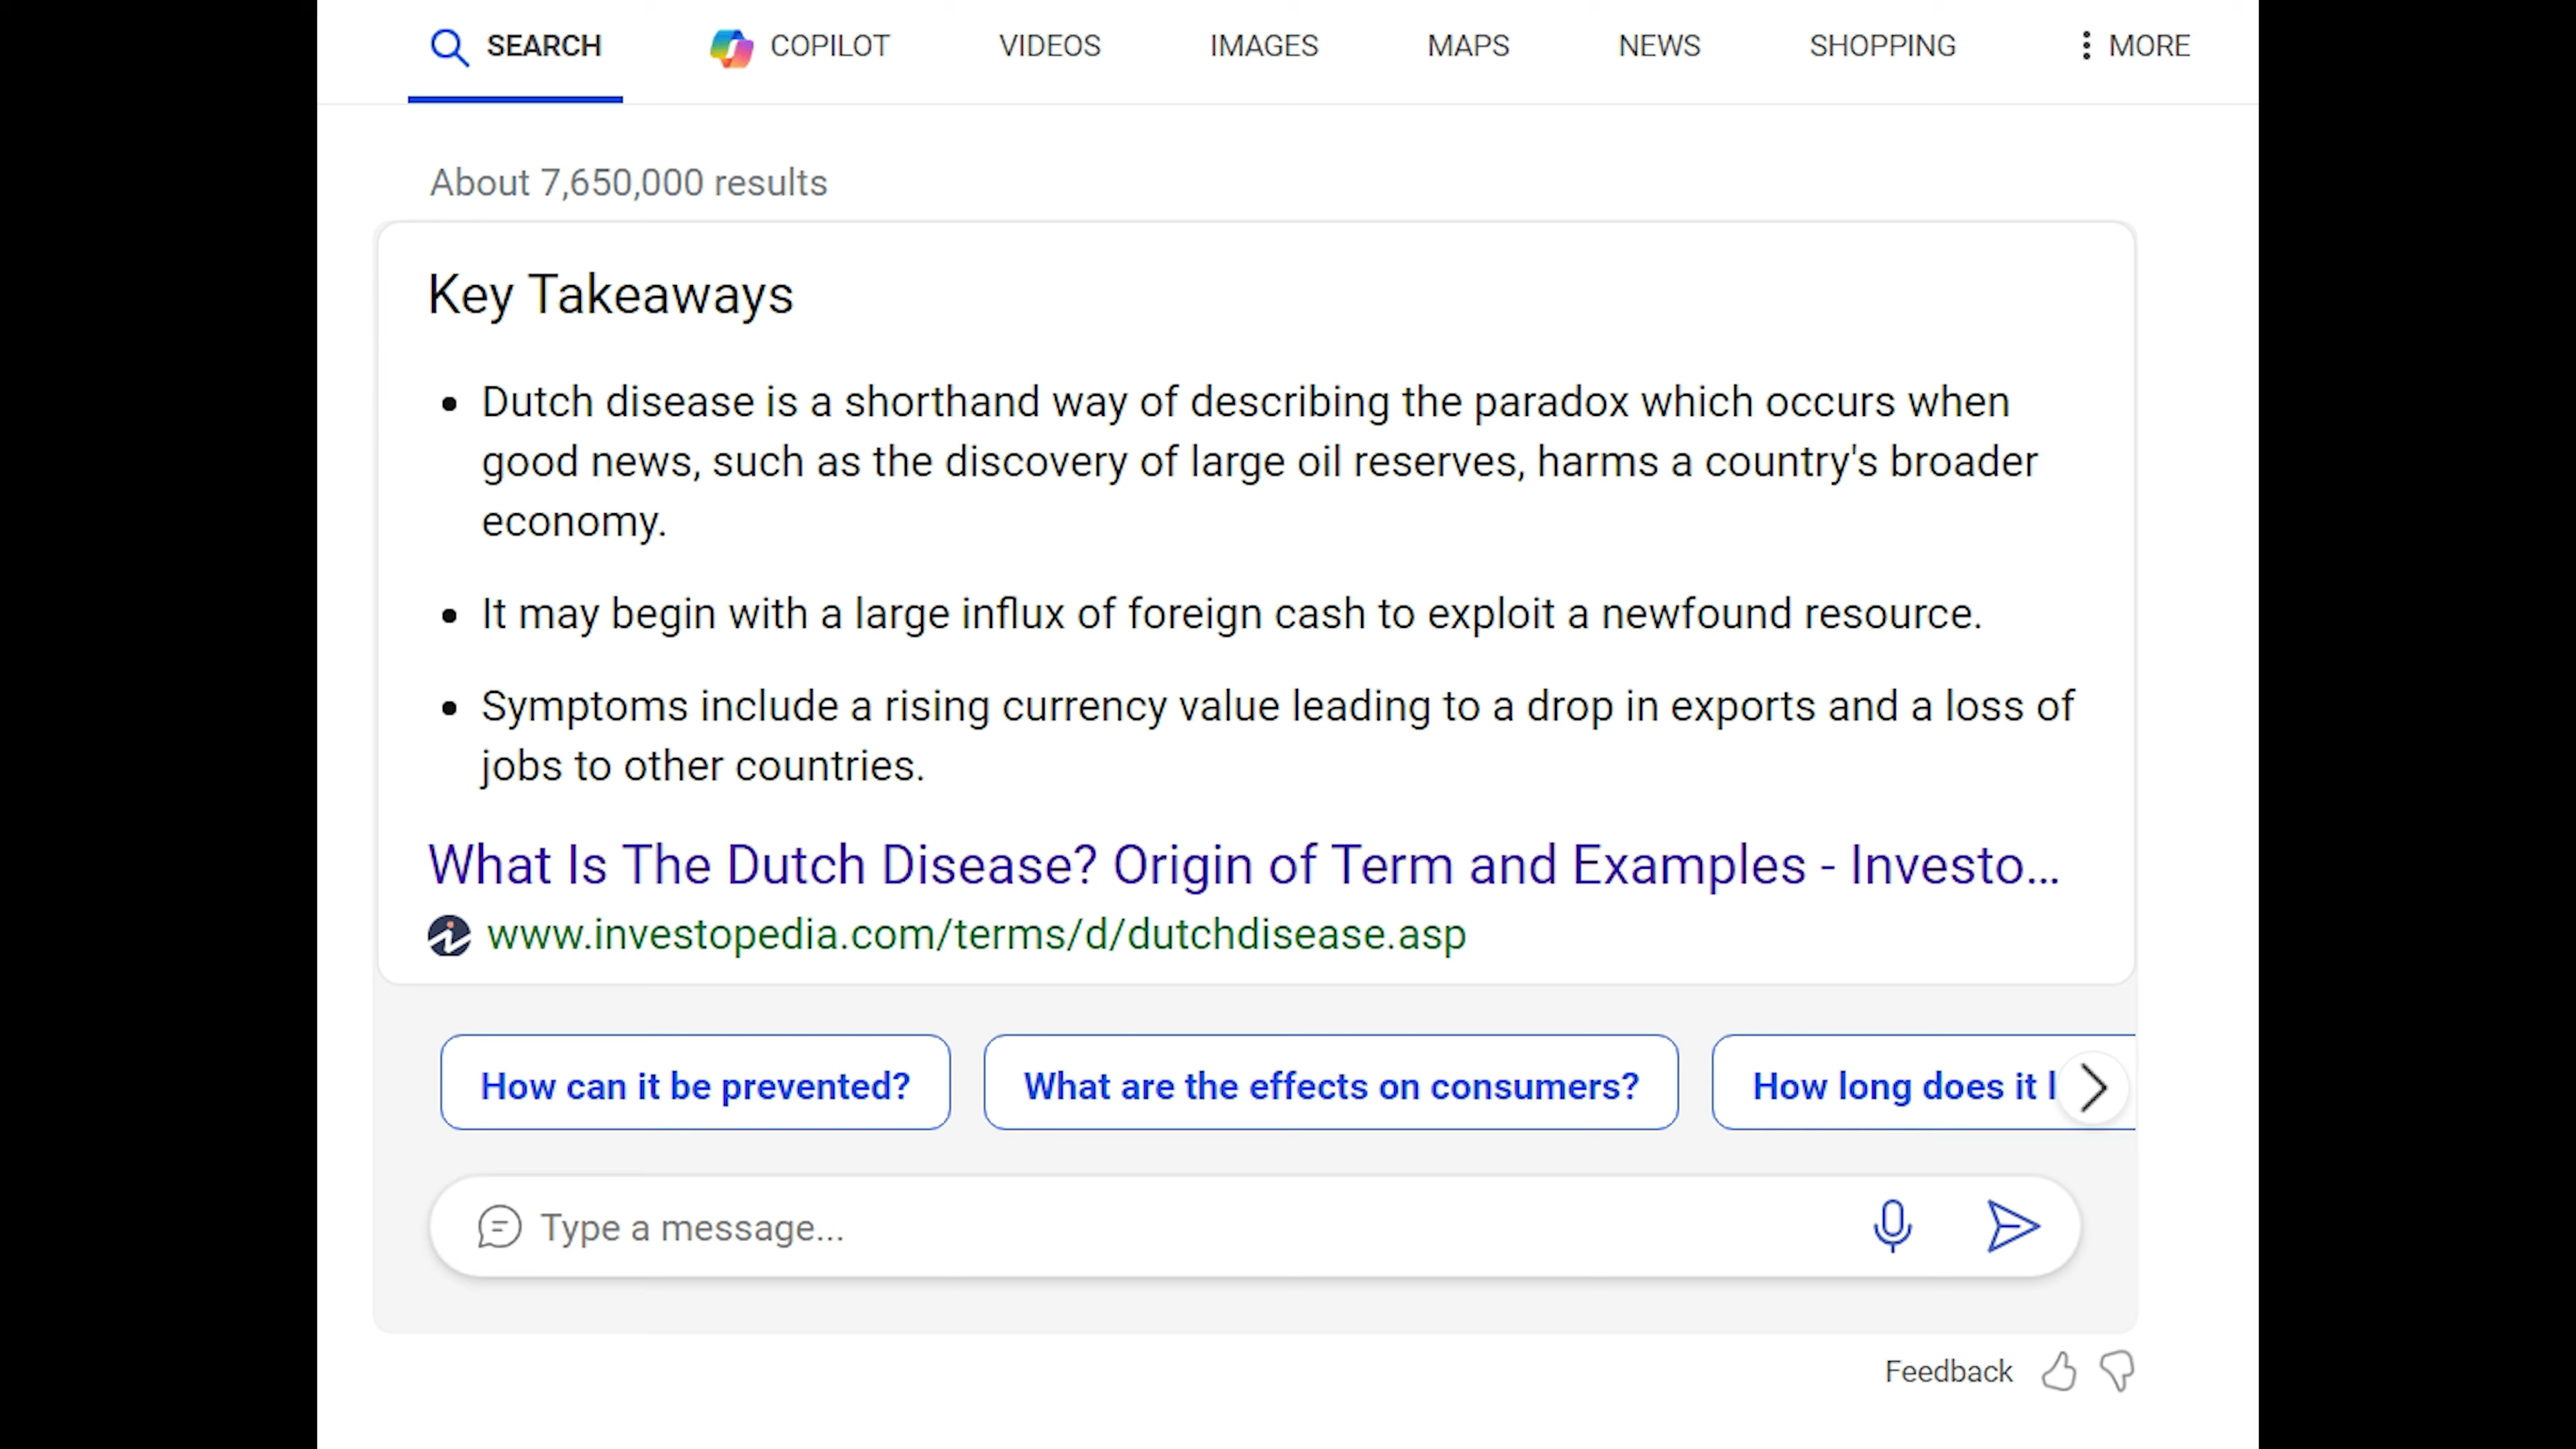 SEARCH COPILOT VIDEOS IMAGES MAPS NEWS SHOPPING MORE
About 7,650,000 results
Key Takeaways
• Dutch disease is a shorthand way of describing the paradox which occurs when
good news, such as the discovery of large oil reserves, harms a country's broader
economy.
• It may begin with a large influx of foreign cash to exploit a newfound resource.
• Symptoms include a rising currency value leading to a drop in exports and a loss of
jobs to other countries.
What Is The Dutch Disease? Origin of Term and Examples - Investo...
www.investopedia.com/terms/d/dutchdisease.asp
How can it be prevented? What are the effects on consumers? How long does it l
Type a message...
Feedback